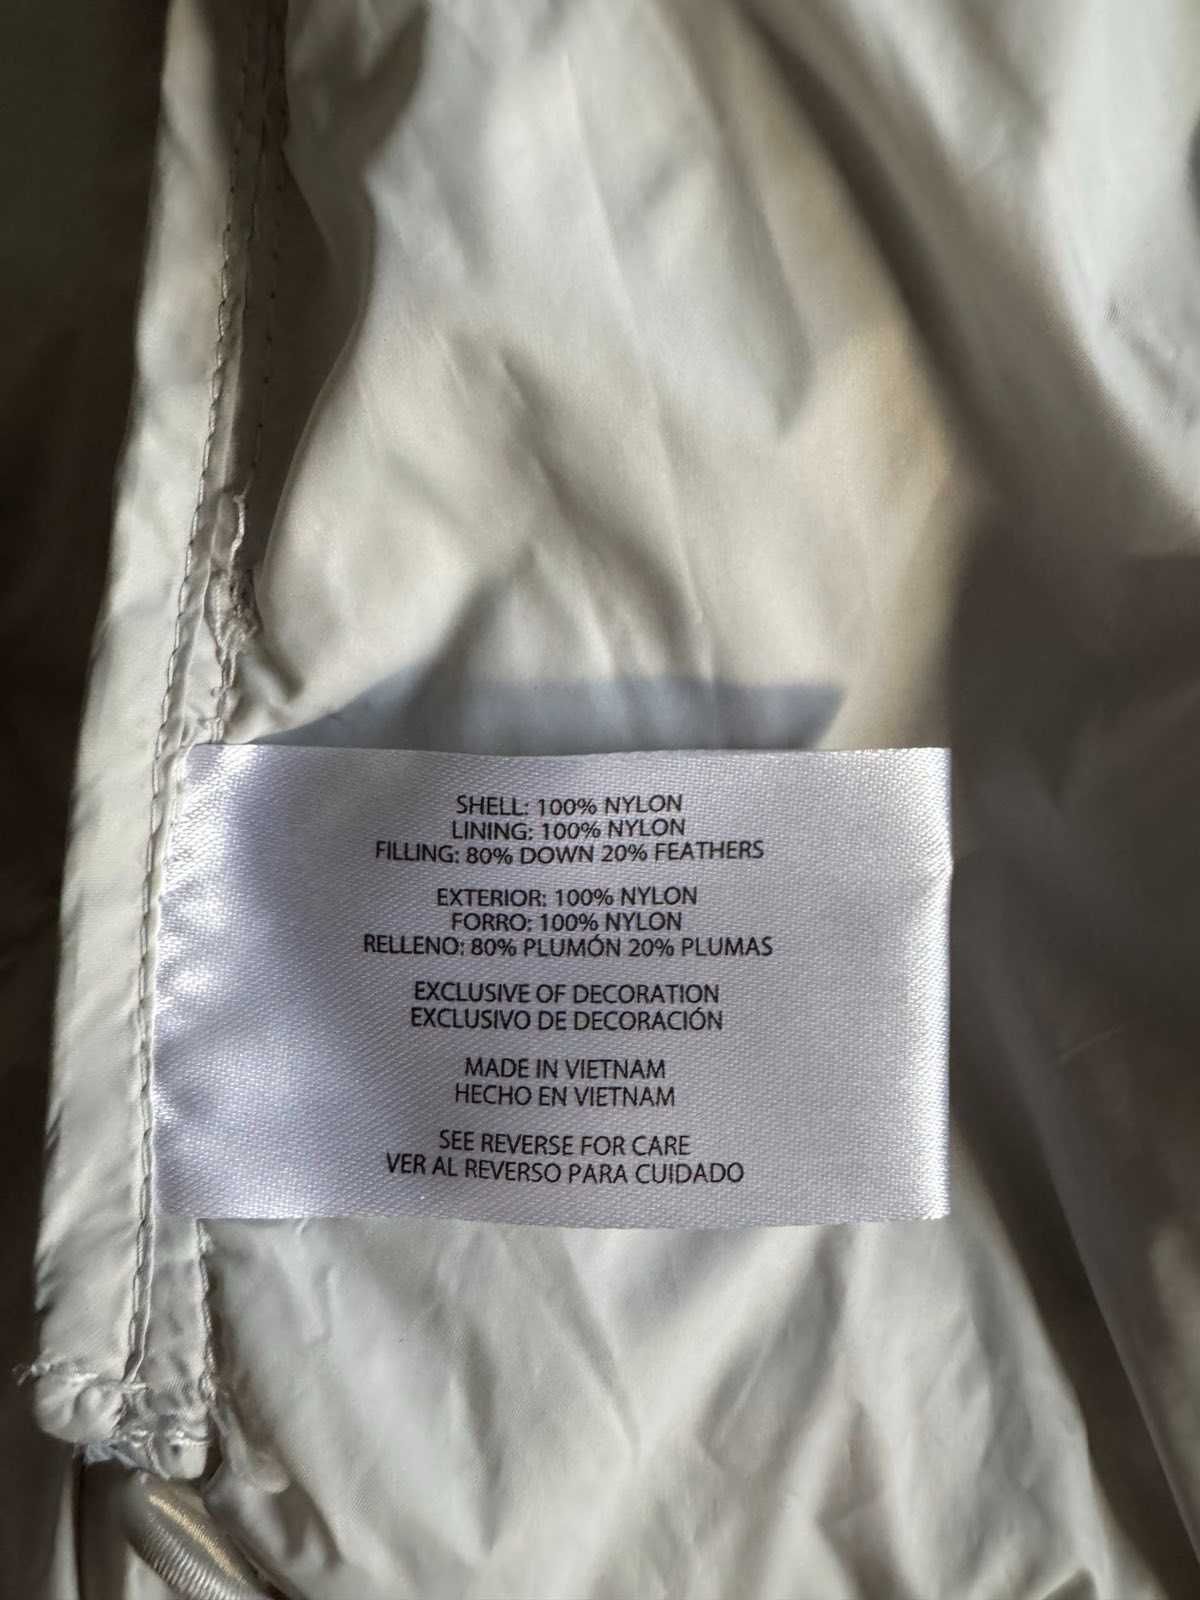 SHELL: 100% NYLON
LINING: 100% NYLON
FILLING: 80% DOWN 20% FEATHERS
EXTERIOR: 100% NYLON
FORRO: 100% NYLON
RELLENO: 80% PLUMÓN 20% PLUMAS
EXCLUSIVE OF DECORATION
EXCLUSIVO DE DECORACIÓN
MADE IN VIETNAM
HECHO EN VIETNAM
SEE REVERSE FOR CARE
VER AL REVERSO PARA CUIDADO